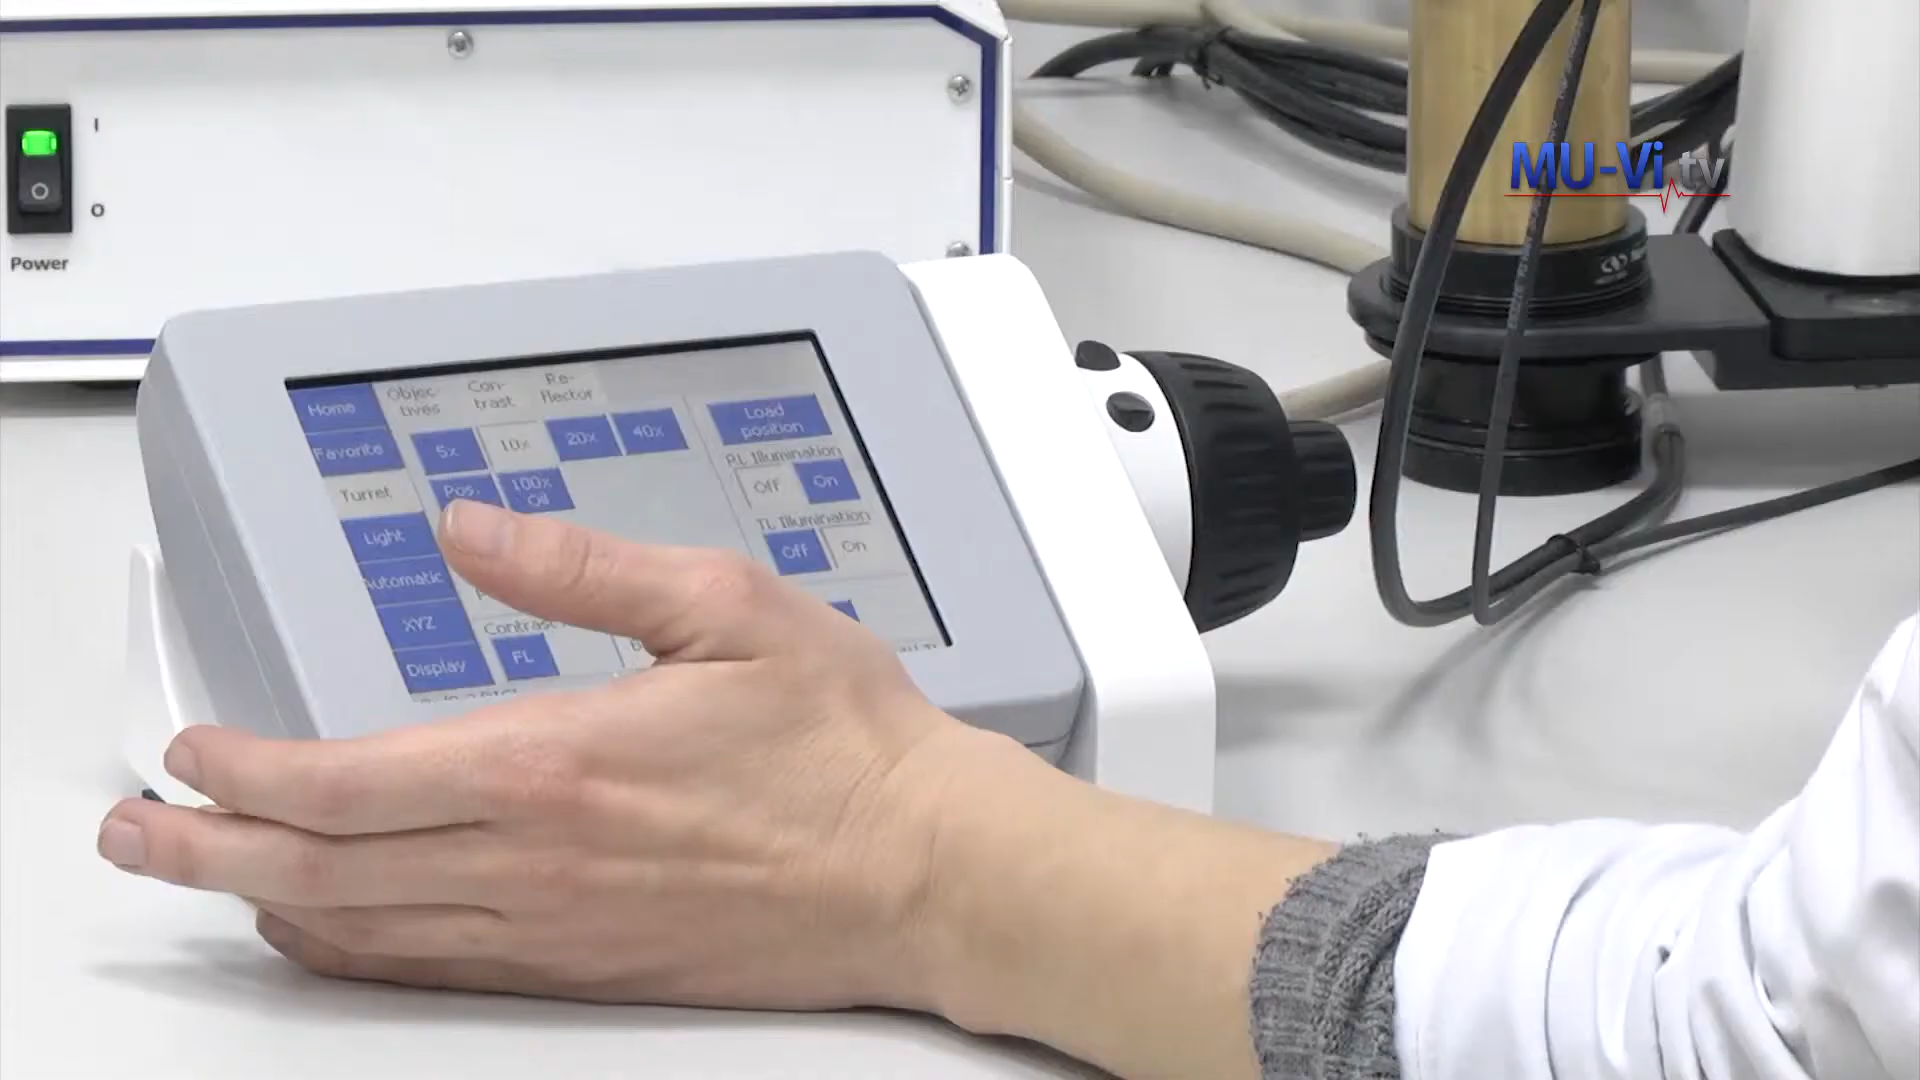 I
O
Power
MU-Vi.tv
Home
Favorite
Turret
Light
Automatic
XYZ
Display
Objec-
tives
Con-
trast
Re-
flector
5x
10x
20x
40x
Pos.
100x
Oil
Load
position
RL Illumination
Off
On
TL Illumination
Off
On
Contrast
FL